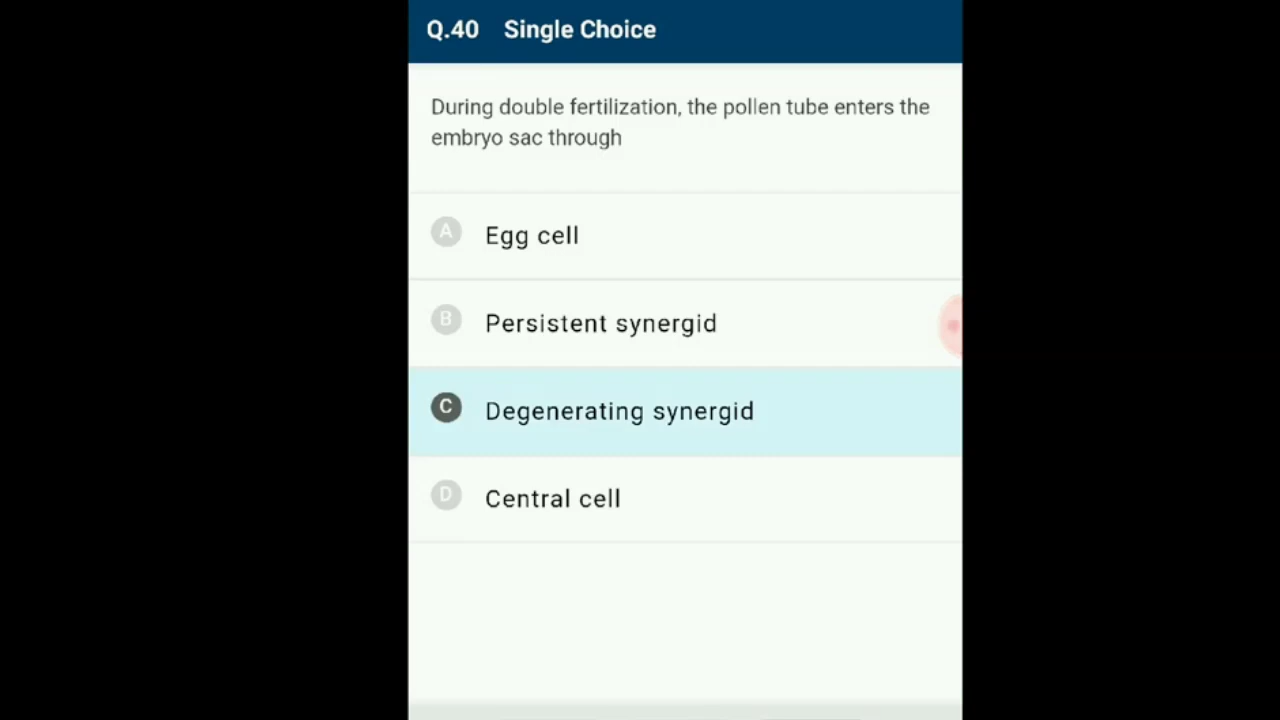 Q.40 Single Choice
During double fertilization, the pollen tube enters the
embryo sac through
A Egg cell
B Persistent synergid
C Degenerating synergid
D Central cell